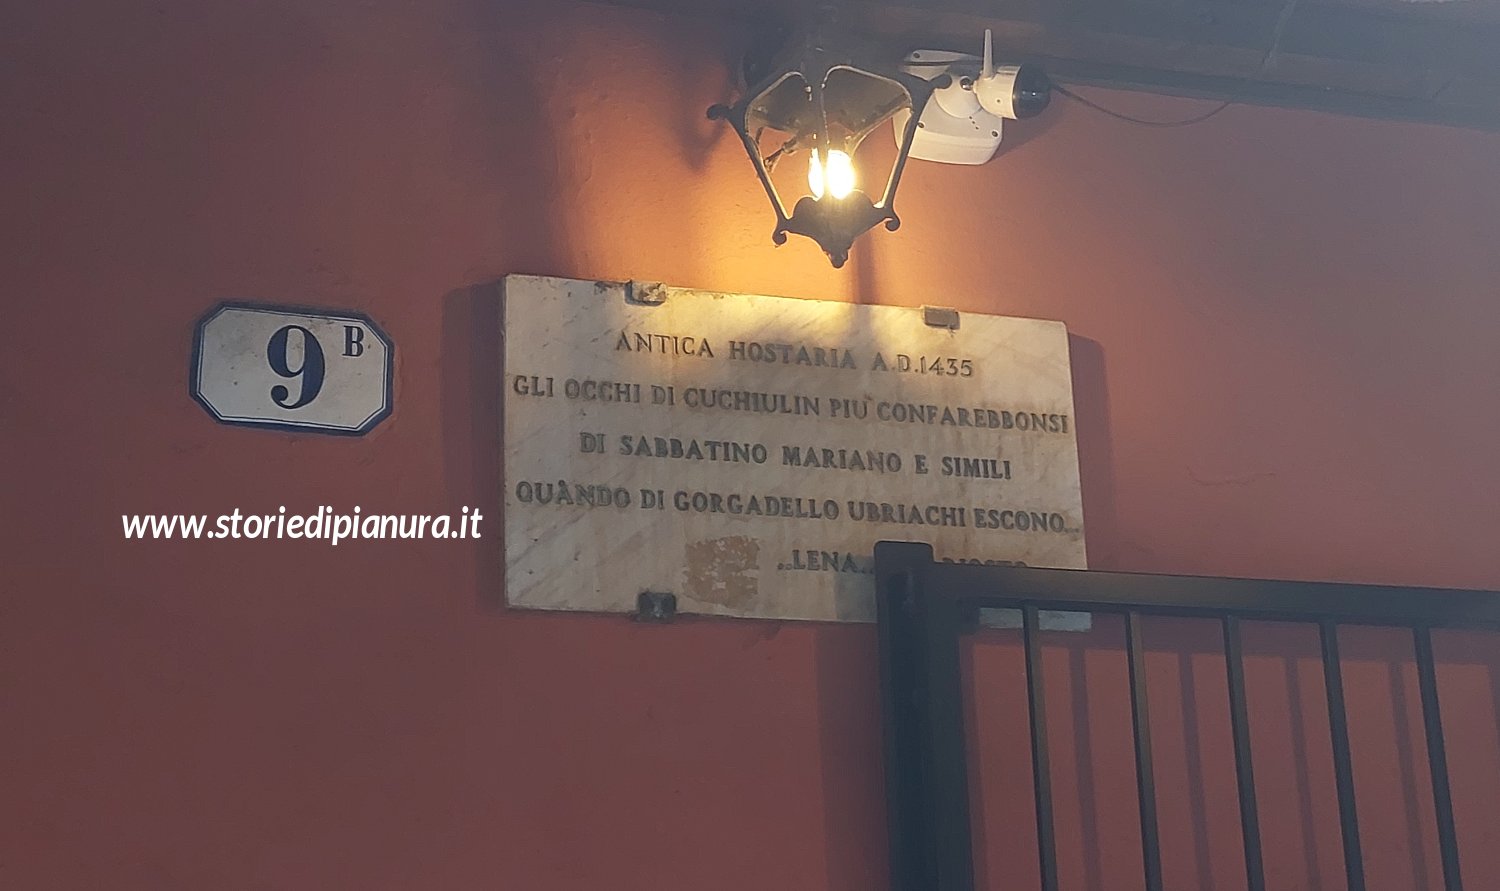 9 B
ANTICA HOSTARIA A.D.1435
GLI OCCHI DI CUCHIULIN PIU' CONFAREBBONSI
DI SABBATINO MARIANO E SIMILI
QUANDO DI GORGADELLO UBRIACHI ESCONO..
..LENA..
www.storiedipianura.it